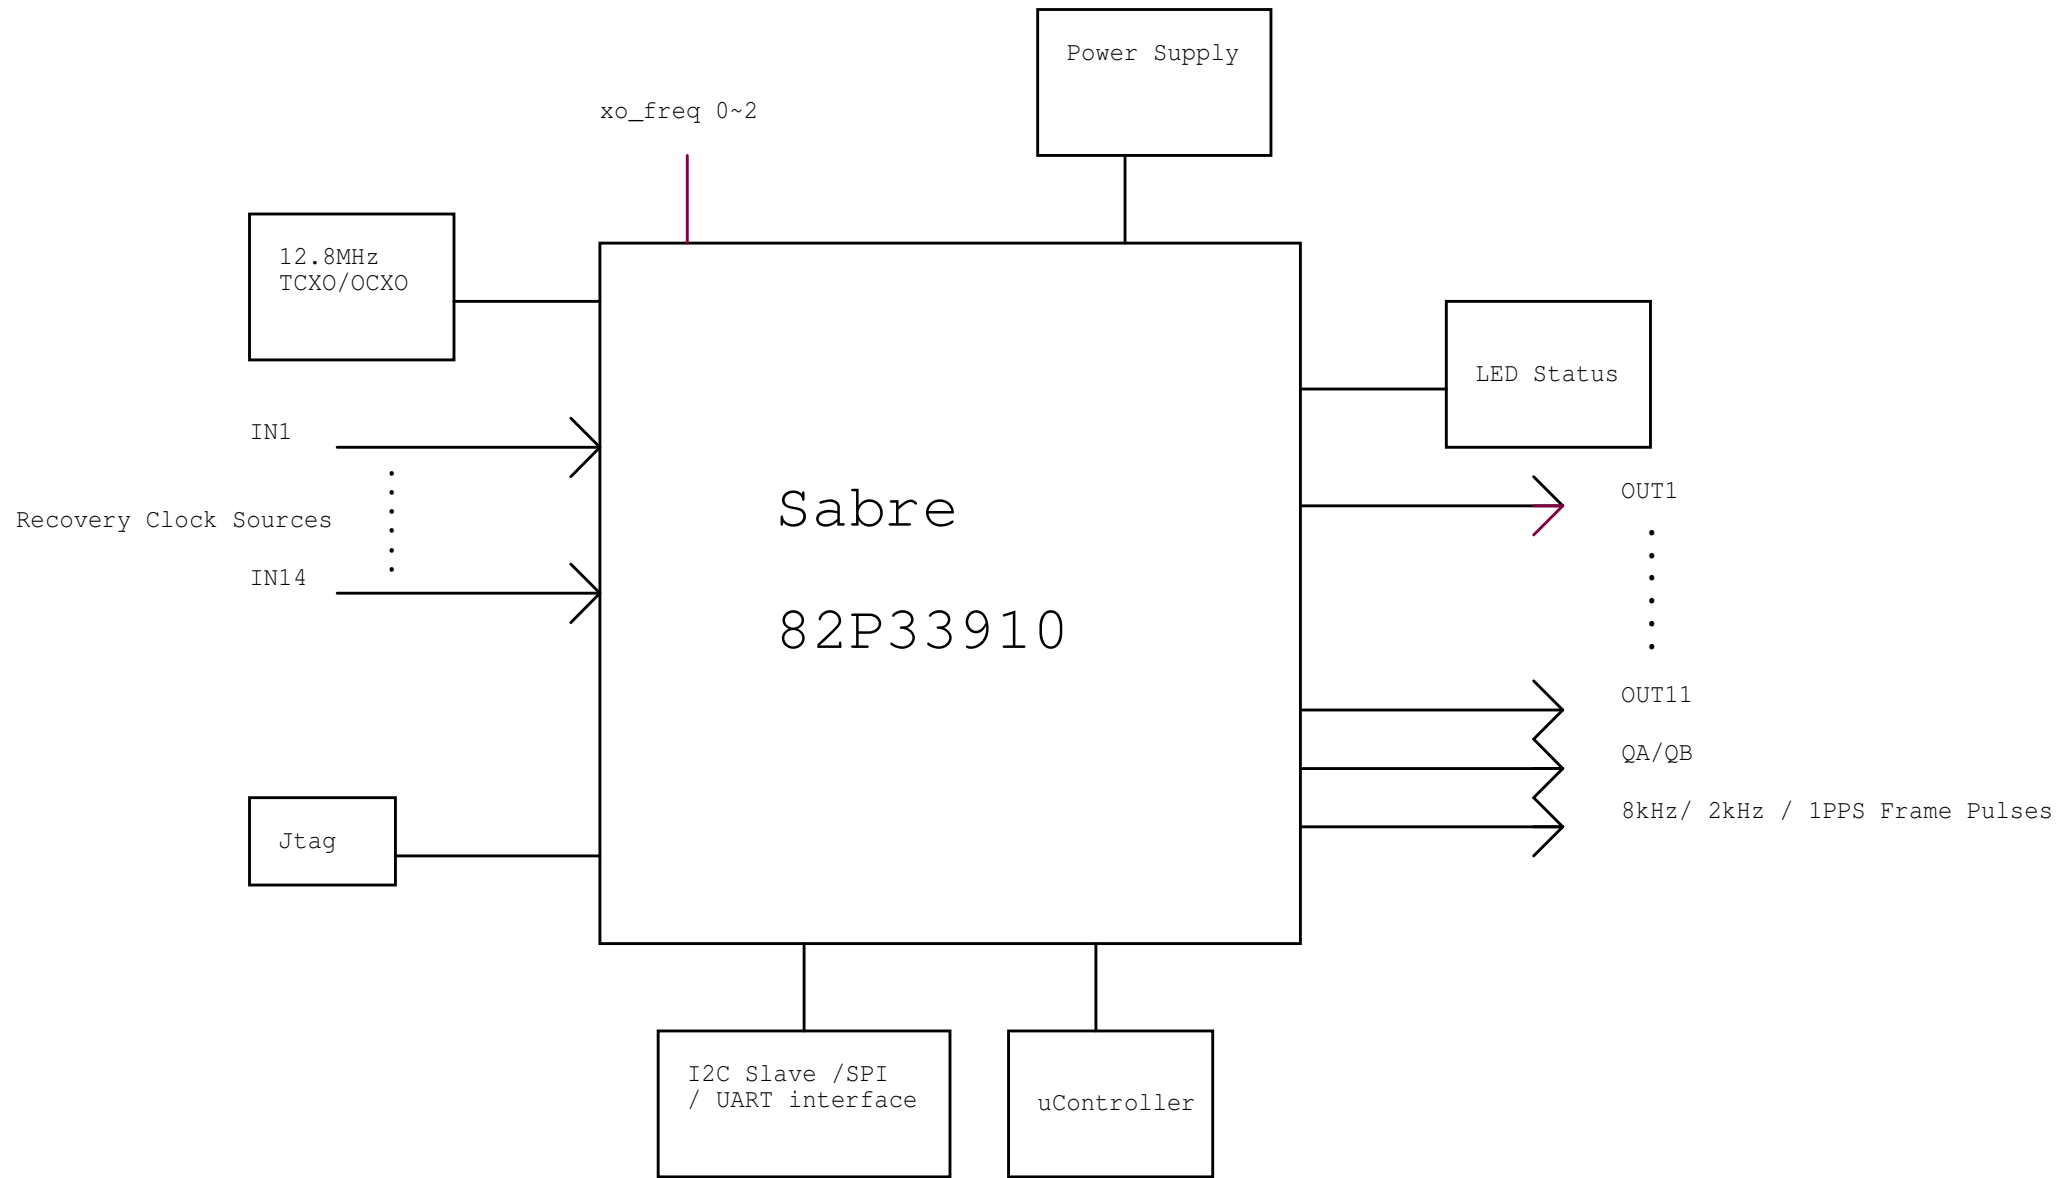 Power Supply
xo_freq 0~2
12.8MHz
TCXO/OCXO
LED Status
IN1
OUT1
Recovery Clock Sources
Sabre
IN14
82P33910
OUT11
QA/QB
8kHz/ 2kHz / 1PPS Frame Pulses
Jtag
I2C Slave /SPI
/ UART interface
uController